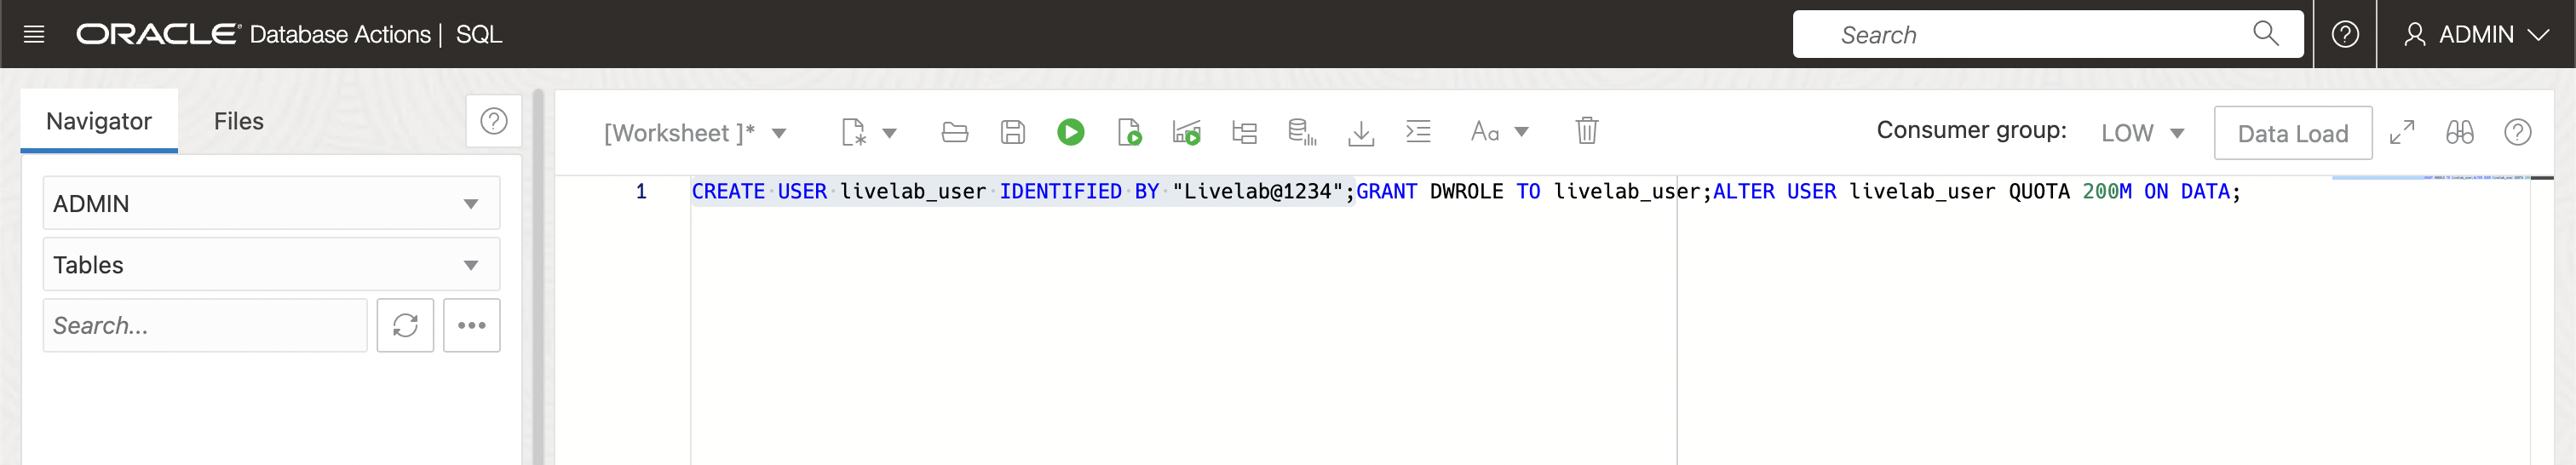 ORACLE Database Actions | SQL
Search
ADMIN
Navigator
Files
[Worksheet ]*
Aa
Consumer group:
LOW
Data Load
ADMIN
Tables
Search...
1
CREATE USER livelab_user IDENTIFIED BY "Livelab@1234";GRANT DWROLE TO livelab_user;ALTER USER livelab_user QUOTA 200M ON DATA;